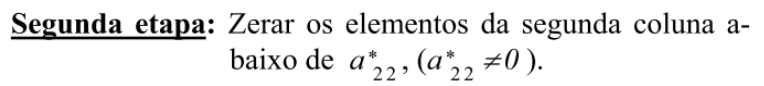 Segunda etapa: Zerar os elementos da segunda coluna a-
baixo de a*22, (a*22 ≠0 ).